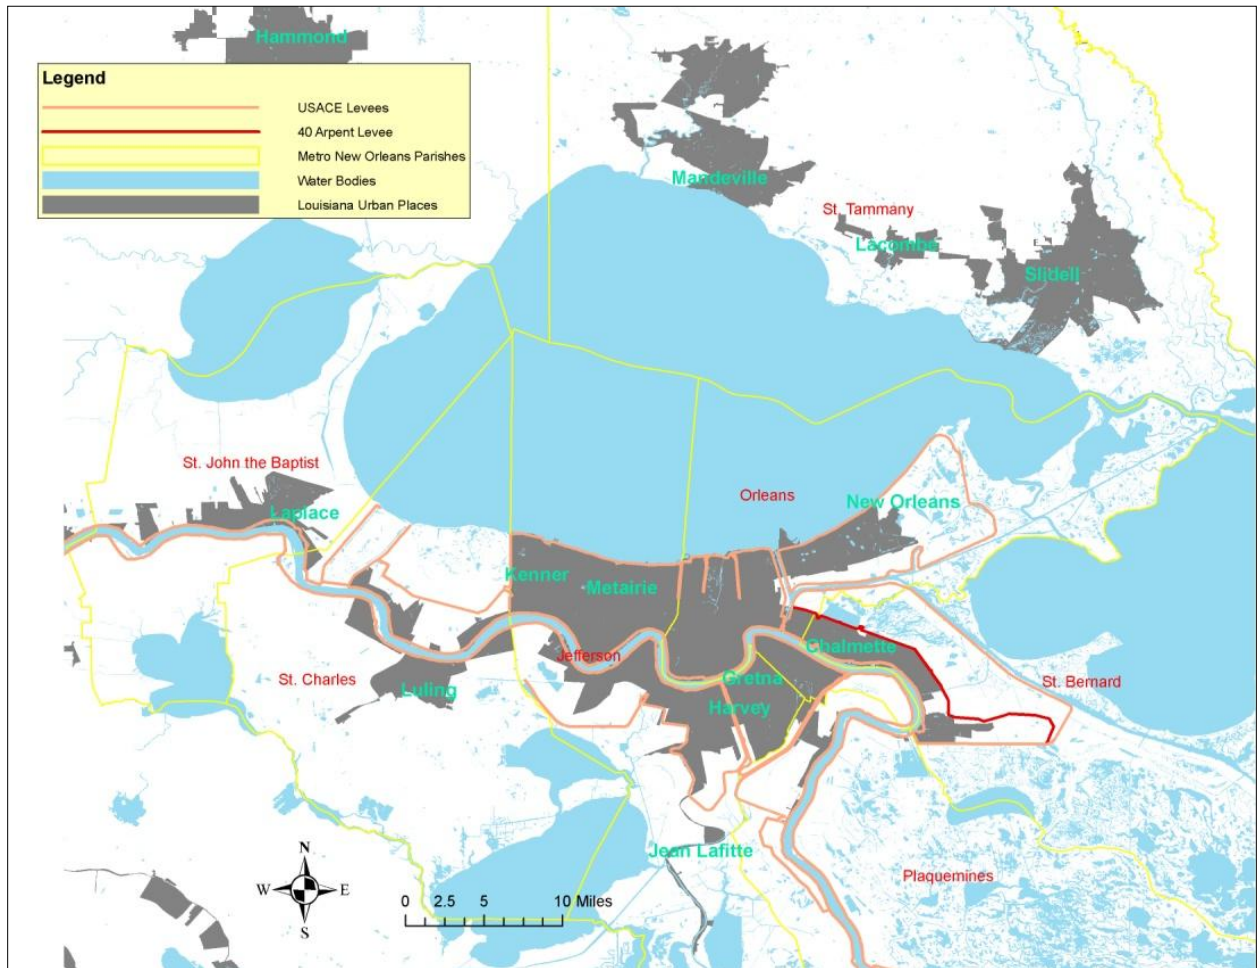 Hammond
Legend
USACE Levees
40 Arpent Levee
Metro New Orleans Parishes
Water Bodies
Louisiana Urban Places
Mandeville
St. Tammany
Lacombe
Slidell
St. John the Baptist
Laplace
Orleans
New Orleans
Kenner
Metairie
Jefferson
Chalmette
St. Charles
Luling
Gretna
Harvey
St. Bernard
Jean Lafitte
Plaquemines
N
W E
S
0 2.5 5 10 Miles